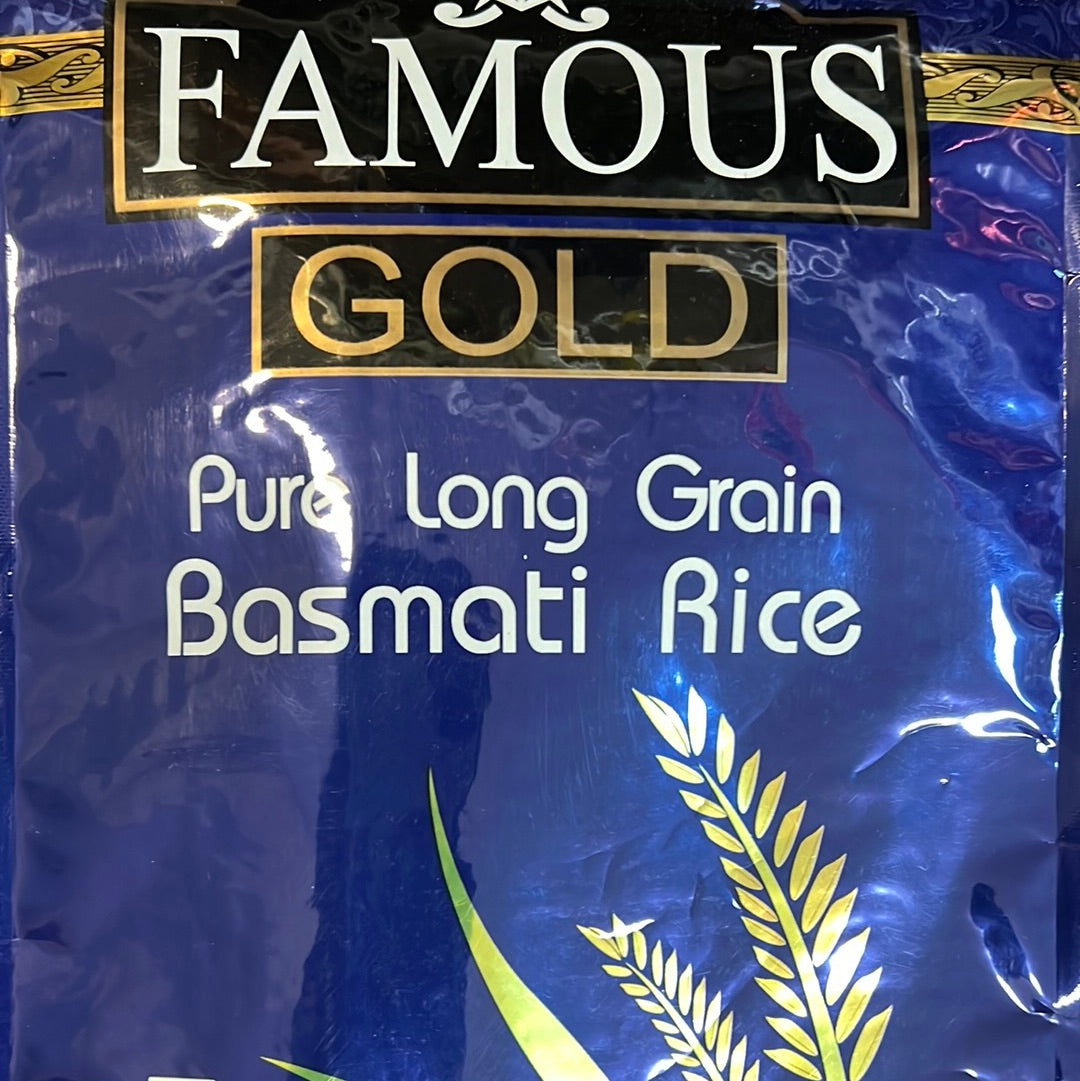 FAMOUS
GOLD
Pure Long Grain
Basmati Rice